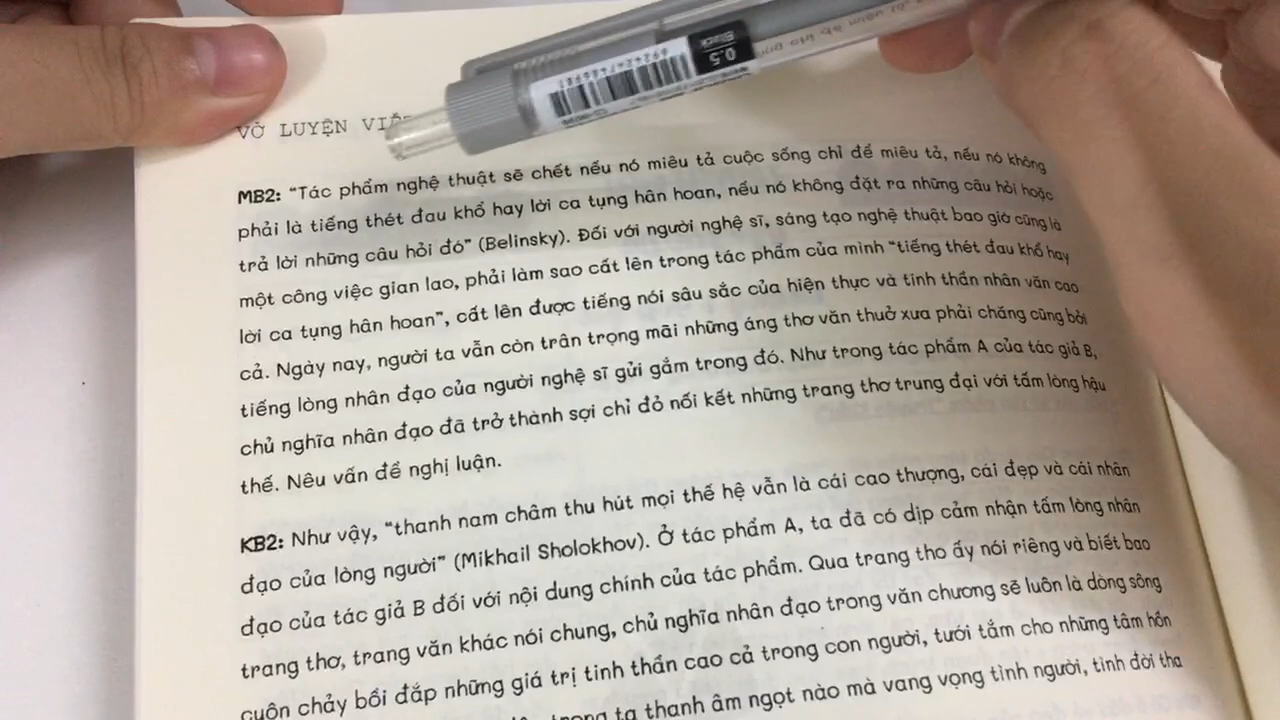 VỞ LUYỆN VIẾT
MB2: “Tác phẩm nghệ thuật sẽ chết nếu nó miêu tả cuộc sống chỉ để miêu tả, nếu nó không
phải là tiếng thét đau khổ hay lời ca tụng hân hoan, nếu nó không đặt ra những câu hỏi hoặc
trả lời những câu hỏi đó” (Belinsky). Đối với người nghệ sĩ, sáng tạo nghệ thuật bao giờ cũng là
một công việc gian lao, phải làm sao cất lên trong tác phẩm của mình “tiếng thét đau khổ hay
lời ca tụng hân hoan”, cất lên được tiếng nói sâu sắc của hiện thực và tinh thần nhân văn cao
cả. Ngày nay, người ta vẫn còn trân trọng mãi những áng thơ văn thuở xưa phải chăng cũng bởi
tiếng lòng nhân đạo của người nghệ sĩ gửi gắm trong đó. Như trong tác phẩm A của tác giả B,
chủ nghĩa nhân đạo đã trở thành sợi chỉ đỏ nối kết những trang thơ trung đại với tấm lòng hậu
thế. Nêu vấn đề nghị luận.
KB2: Như vậy, “thanh nam châm thu hút mọi thế hệ vẫn là cái cao thượng, cái đẹp và cái nhân
đạo của lòng người” (Mikhail Sholokhov). Ở tác phẩm A, ta đã có dịp cảm nhận tấm lòng nhân
đạo của tác giả B đối với nội dung chính của tác phẩm. Qua trang tho ấy nói riêng và biết bao
trang thơ, trang văn khác nói chung, chủ nghĩa nhân đạo trong văn chương sẽ luôn là dòng sông
cuôn chảy bồi đắp những giá trị tinh thần cao cả trong con người, tưới tắm cho những tâm hồn
trong ta thanh âm ngọt nào mà vang vọng tình người, tình đời tha
0.5
Black